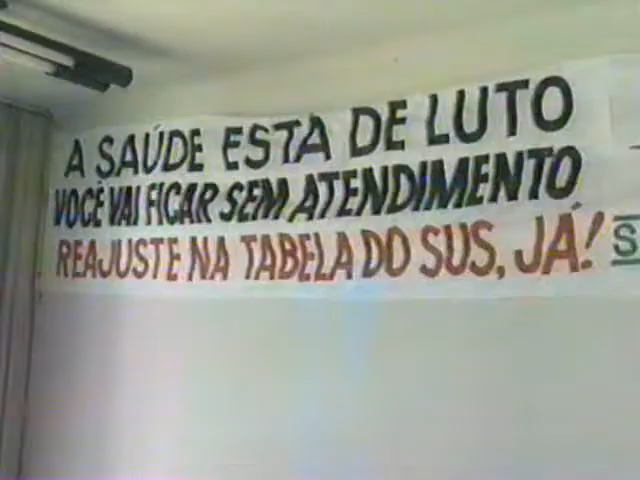 A SAÚDE ESTA DE LUTO
VOCÊ VAI FICAR SEM ATENDIMENTO
REAJUSTE NA TABELA DO SUS, JÁ! S